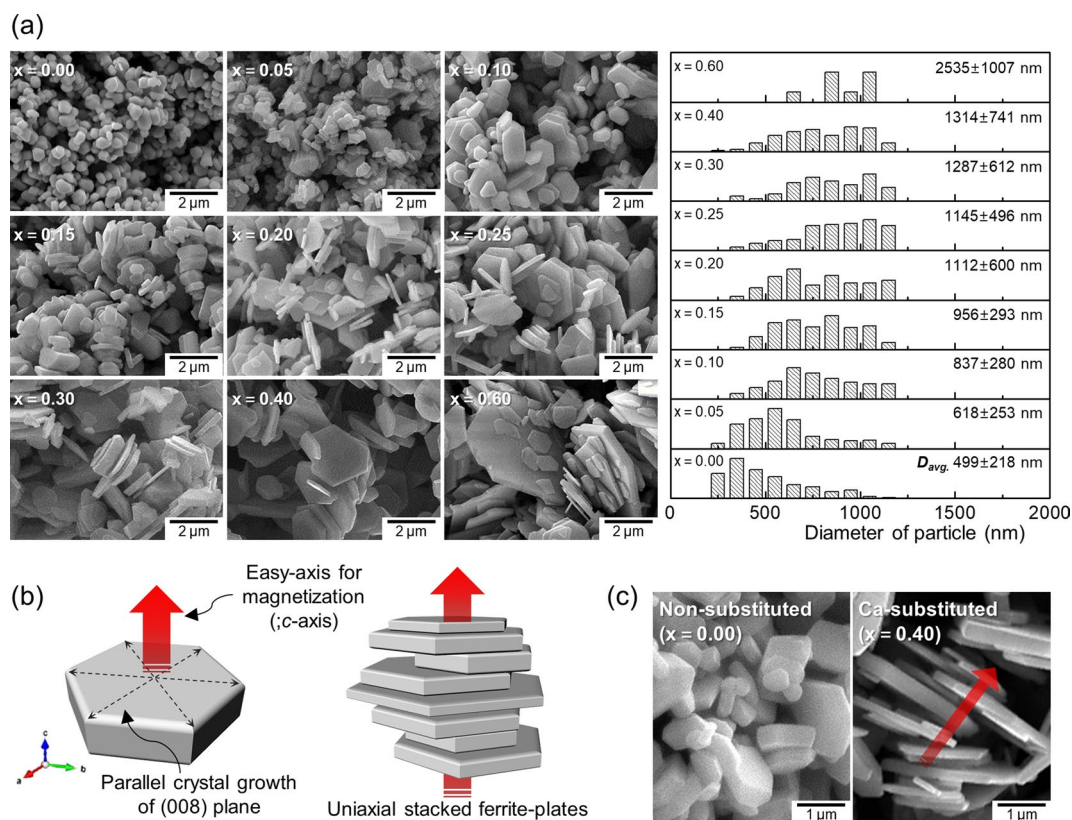 (a)
x = 0.00
x = 0.05
x = 0.10
2 μm
2 μm
2 μm
x = 0.15
x = 0.20
x = 0.25
2 μm
2 μm
2 μm
x = 0.30
x = 0.40
x = 0.60
2 μm
2 μm
2 μm
x = 0.60 2535±1007 nm
x = 0.40 1314±741 nm
x = 0.30 1287±612 nm
x = 0.25 1145±496 nm
x = 0.20 1112±600 nm
x = 0.15 956±293 nm
x = 0.10 837±280 nm
x = 0.05 618±253 nm
x = 0.00 Davg. 499±218 nm
0 500 1000 1500 2000
Diameter of particle (nm)
(b)
Easy-axis for
magnetization
(;c-axis)
c
a
b
Parallel crystal growth
of (008) plane
Uniaxial stacked ferrite-plates
(c)
Non-substituted
(x = 0.00)
1 μm
Ca-substituted
(x = 0.40)
1 μm